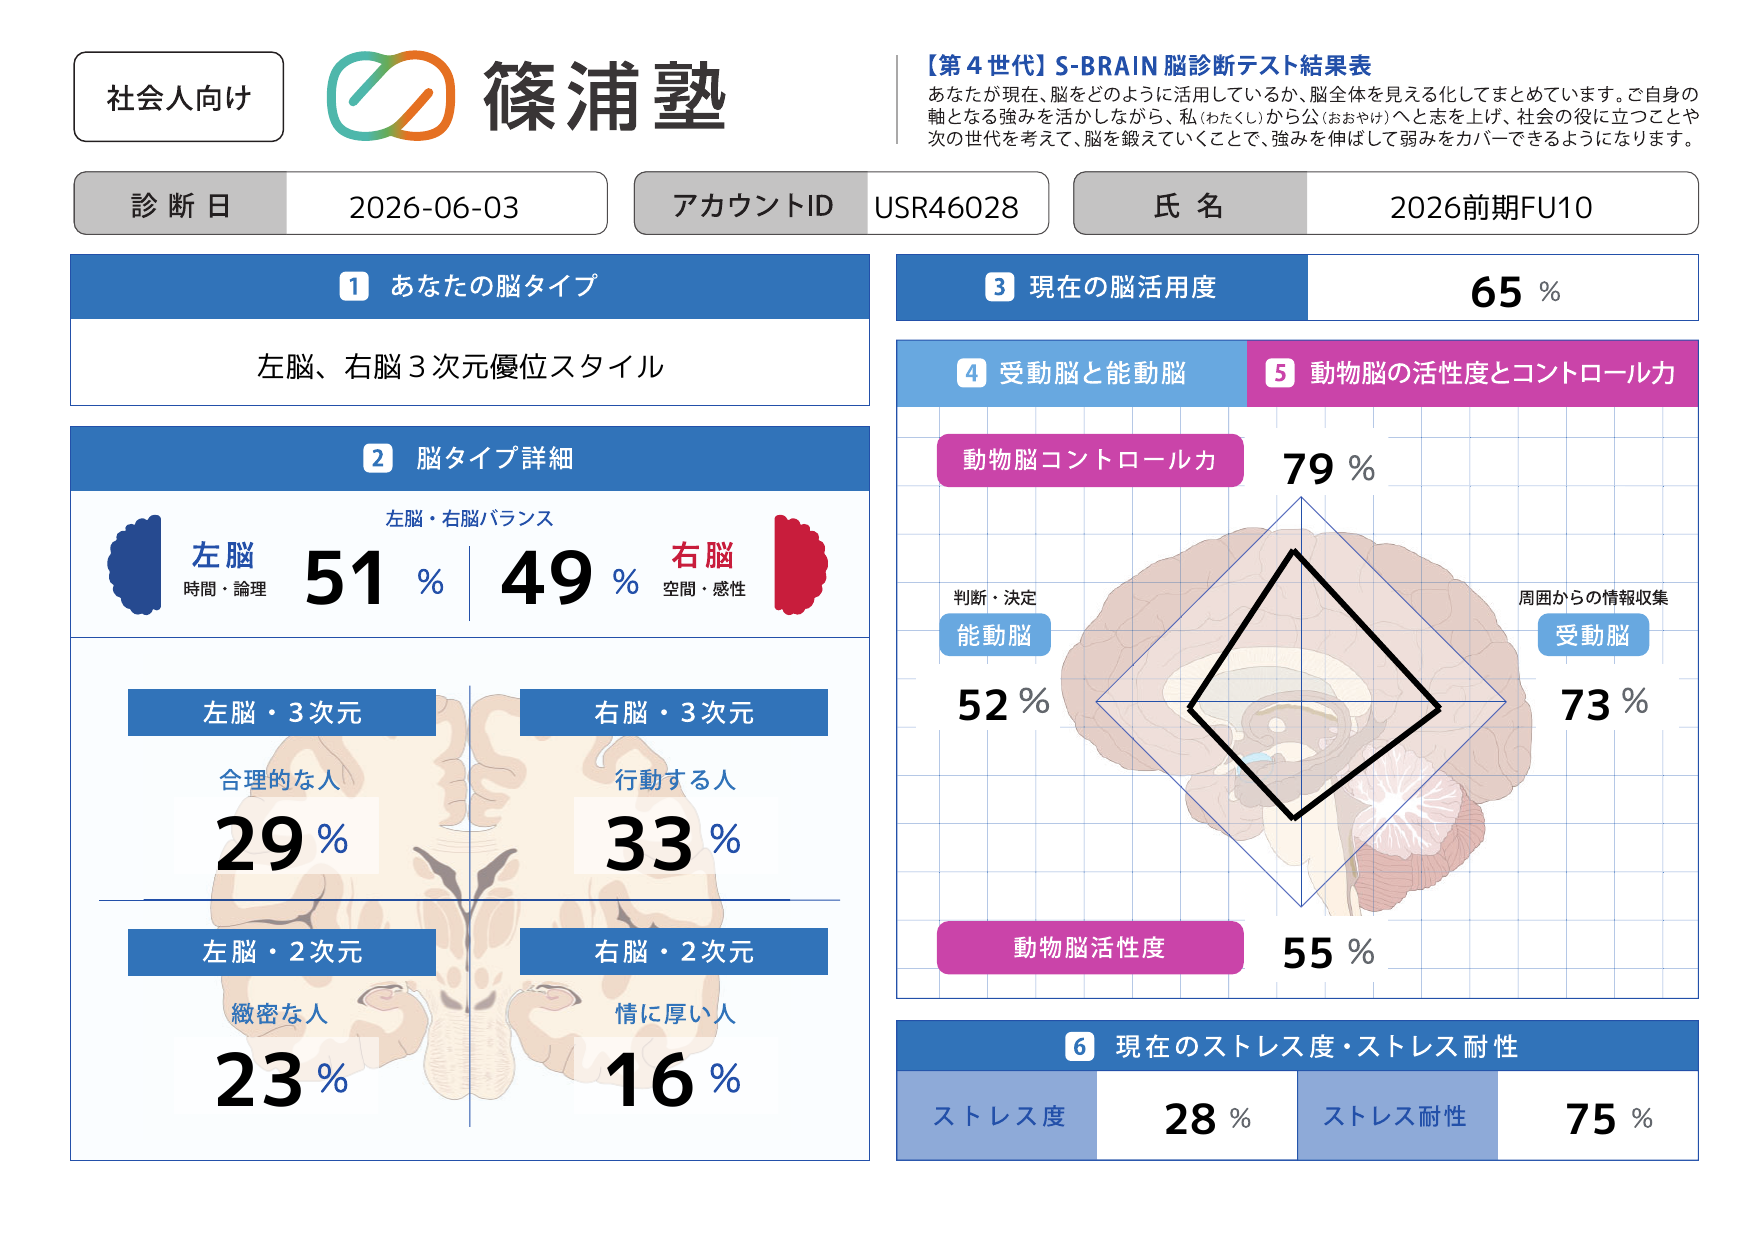 社会人向け
篠浦塾
【第４世代】S-BRAIN 脳診断テスト結果表
あなたが現在、脳をどのように活用しているか、脳全体を見える化してまとめています。ご自身の
軸となる強みを活かしながら、私(わたくし)から公(おおやけ)へと志を上げ、社会の役に立つことや
次の世代を考えて、脳を鍛えていくことで、強みを伸ばして弱みをカバーできるようになります。
診断日 2026-06-03 アカウントID USR46028 氏名 2026前期FU10
1 あなたの脳タイプ
左脳、右脳３次元優位スタイル
2 脳タイプ詳細
左脳・右脳バランス
左脳 51 % 49 % 右脳
時間・論理 空間・感性
左脳・３次元 右脳・３次元
合理的な人 行動する人
29 % 33 %
左脳・２次元 右脳・２次元
緻密な人 情に厚い人
23 % 16 %
3 現在の脳活用度 65 %
4 受動脳と能動脳 5 動物脳の活性度とコントロール力
動物脳コントロール力 79 %
判断・決定 周囲からの情報収集
能動脳 受動脳
52 % 73 %
動物脳活性度 55 %
6 現在のストレス度・ストレス耐性
ストレス度 28 % ストレス耐性 75 %